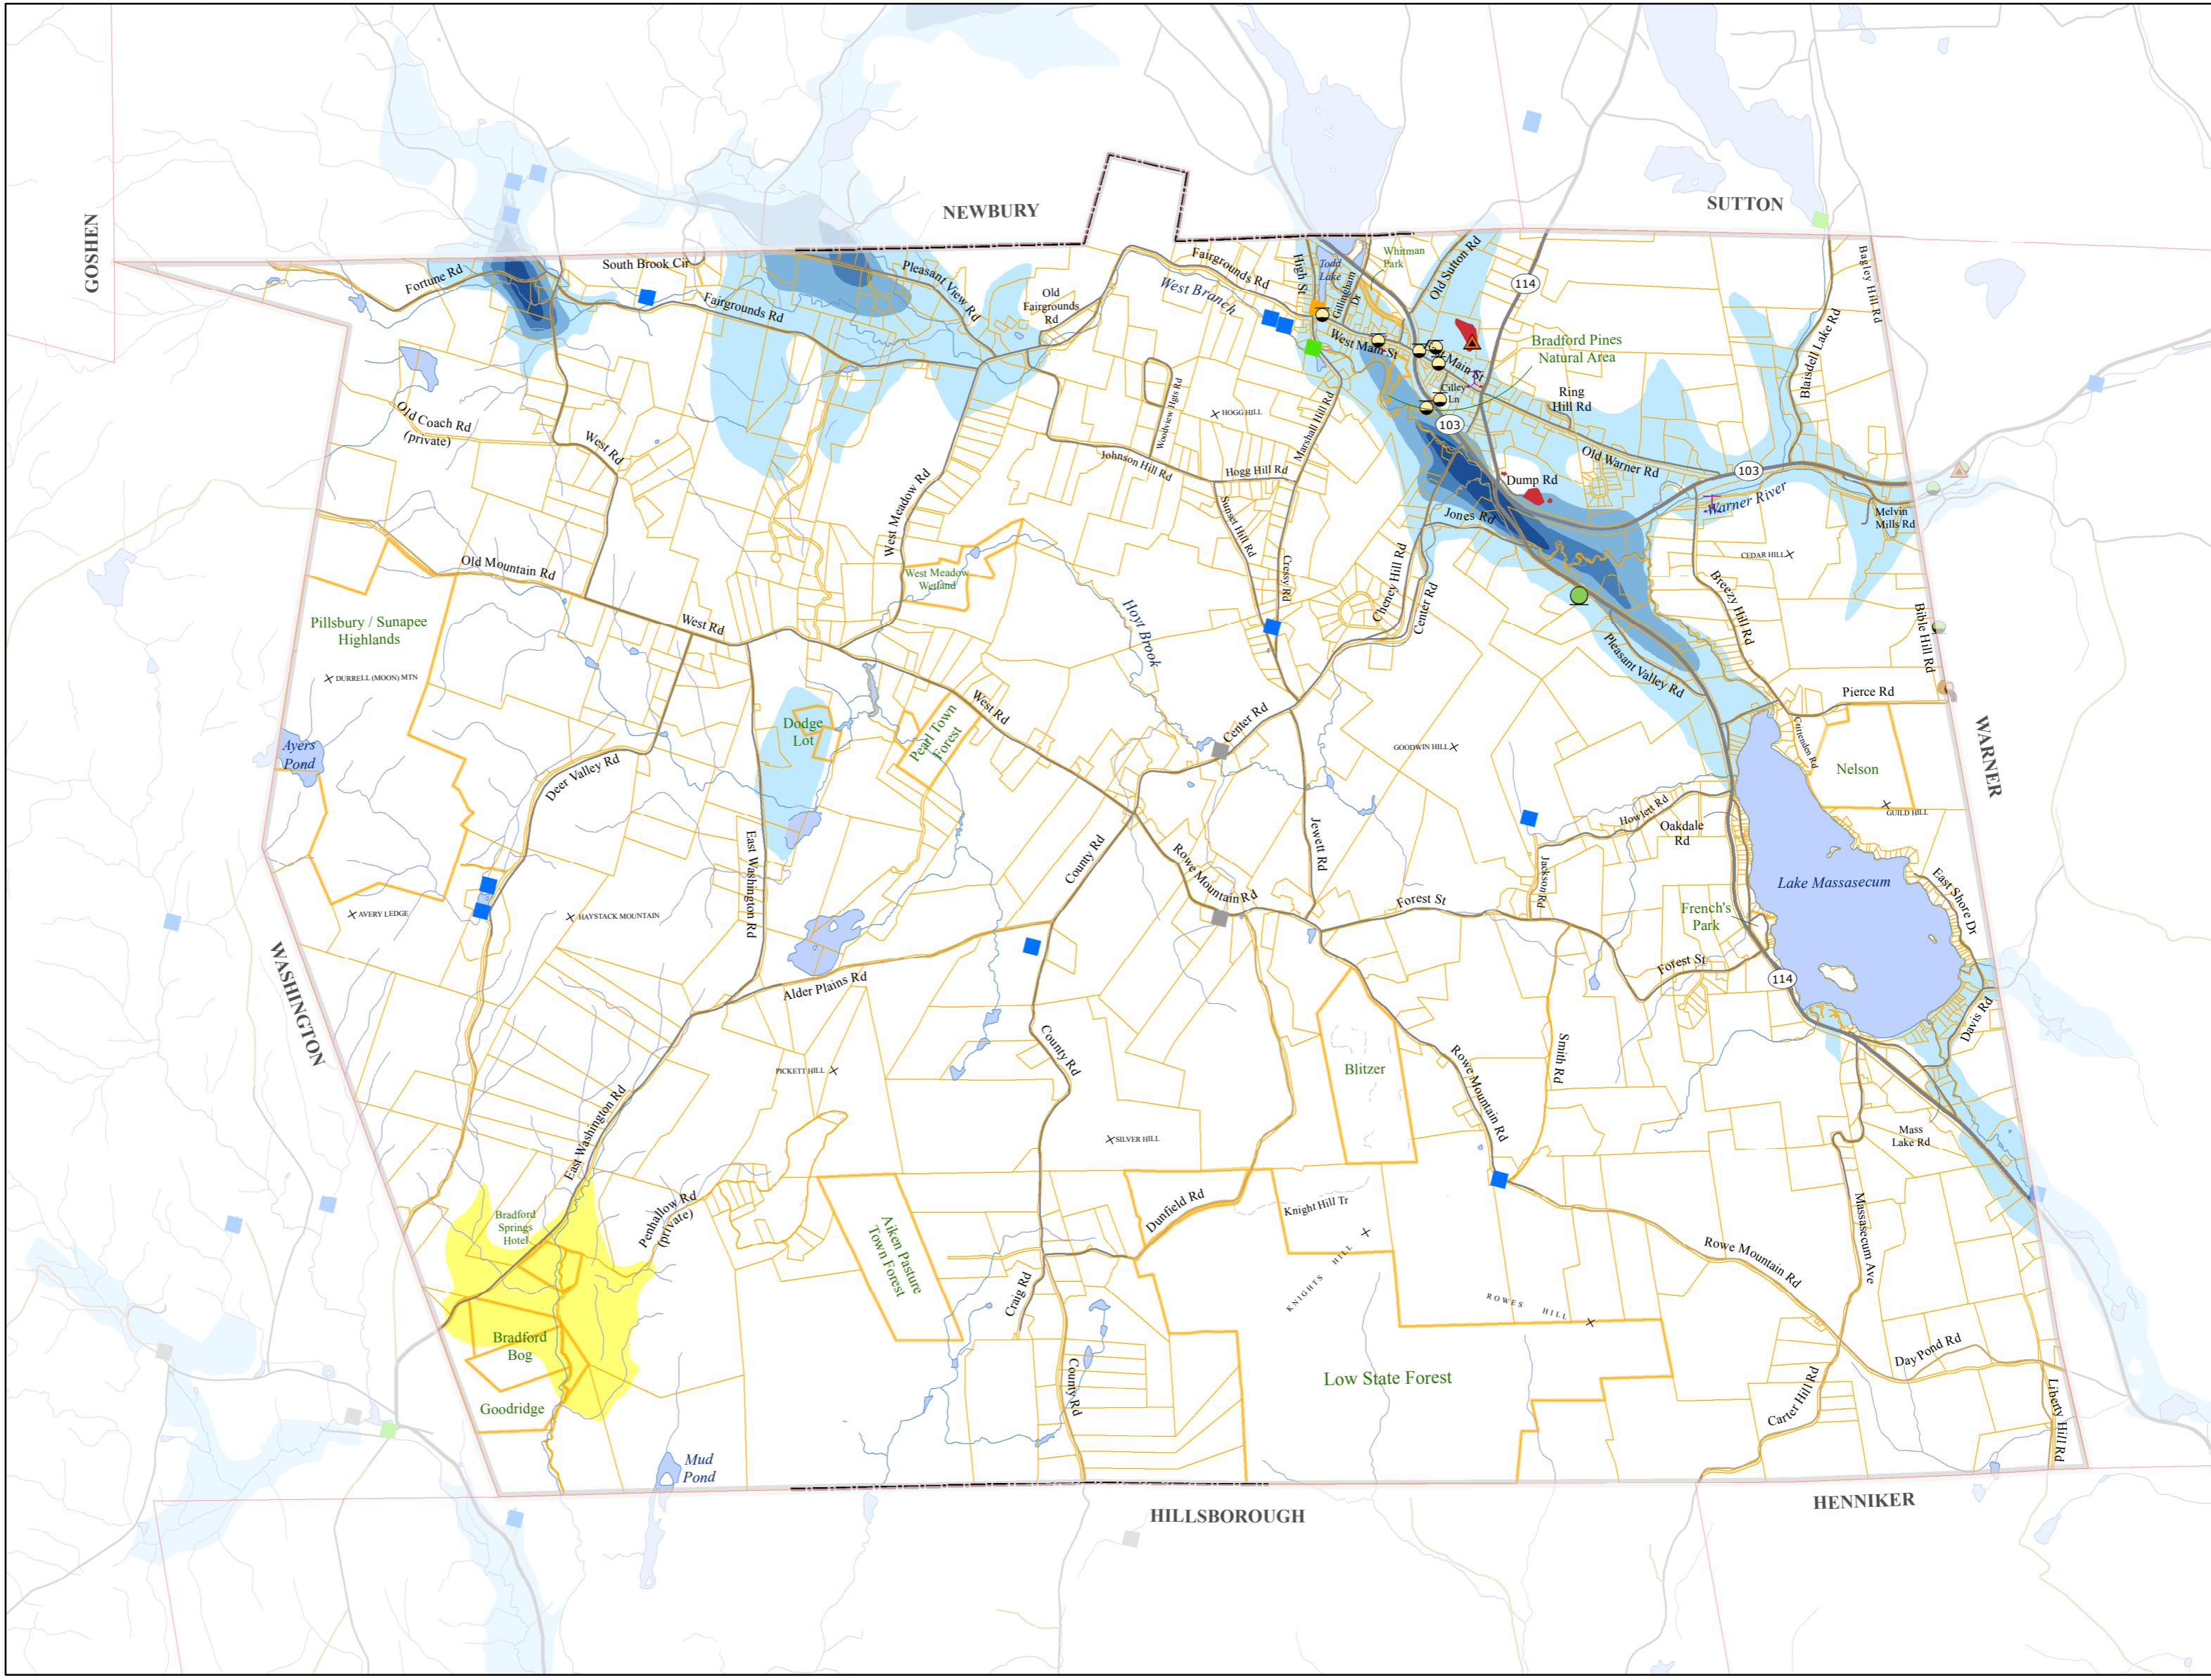 NEWBURY
SUTTON
GOSHEN
Fortune Rd
South Brook Cir
Fairgrounds Rd
Pleasant View Rd
Old
Fairgrounds
Rd
Fairgrounds Rd
West Branch
High St
Todd
Lake
Gillingham
Dr
Whitman
Park
Old Sutton Rd
114
Bagley Hill Rd
Blaisdell Lake Rd
West Main St
Main St
Bradford Pines
Natural Area
Cilley
Ln
Ring
Hill Rd
103
Old Coach Rd
(private)
West Rd
HOGG HILL
Woodview Hgts Rd
Marshall Hill Rd
Johnson Hill Rd
Hogg Hill Rd
Old Warner Rd
103
Dump Rd
Warner River
Melvin
Mills Rd
Jones Rd
West Meadow Rd
Sunset Hill Rd
Cressy Rd
Cheney Hill Rd
Center Rd
CEDAR HILL
Breezy Hill Rd
Bible Hill Rd
Old Mountain Rd
West Meadow
Wetland
Hoyt Brook
Pillsbury / Sunapee
Highlands
West Rd
DURRELL (MOON) MTN
Pleasant Valley Rd
Pierce Rd
Crittenden Rd
WARNER
Dodge
Lot
Pearl Town
Forest
West Rd
Center Rd
GOODWIN HILL
Ayers
Pond
Deer Valley Rd
Nelson
GUILD HILL
Howlett Rd
Oakdale
Rd
East Washington Rd
County Rd
Rowe Mountain Rd
Jewett Rd
Jackson Rd
Lake Massasecum
East Shore Dr
AVERY LEDGE
HAYSTACK MOUNTAIN
Forest St
French's
Park
Forest St
114
WASHINGTON
Alder Plains Rd
Davis Rd
County Rd
PICKETT HILL
Blitzer
Rowe Mountain Rd
Smith Rd
SILVER HILL
Mass
Lake Rd
East Washington Rd
Bradford
Springs
Hotel
Penhallow Rd
(private)
Aiken Pasture
Town Forest
Dunfield Rd
Knight Hill Tr
Massasecum Ave
Rowe Mountain Rd
KNIGHTS HILL
ROWES HILL
Craig Rd
Bradford
Bog
Goodridge
County Rd
Low State Forest
Day Pond Rd
Carter Hill Rd
Liberty Hill Rd
Mud
Pond
HILLSBOROUGH
HENNIKER